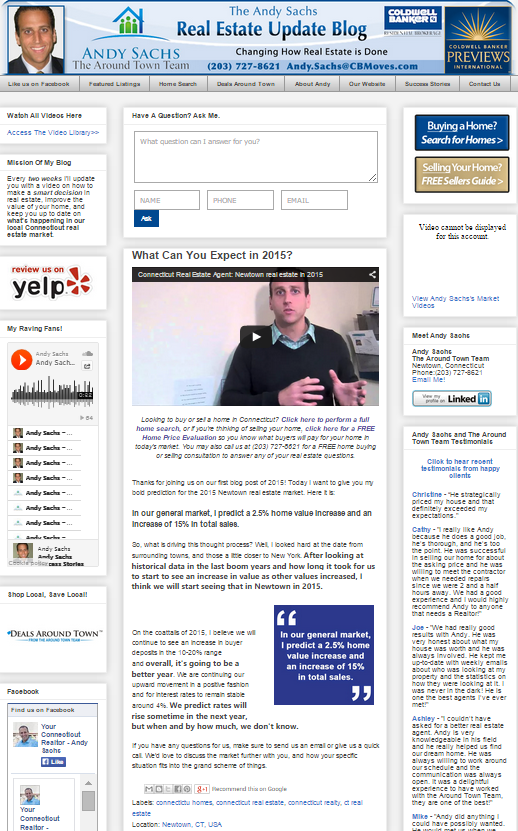 The Andy Sachs
Real Estate Update Blog
Changing How Real Estate is Done
(203) 727-8621 Andy.Sachs@CBMoves.com
ANDY SACHS
The Around Town Team
COLDWELL
BANKER
RESIDENTIAL BROKERAGE
COLDWELL BANKER
PREVIEWS
INTERNATIONAL
Like us on Facebook
Featured Listings
Home Search
Deals Around Town
About Andy
Our Website
Success Stories
Contact Us
Watch All Videos Here
Access The Video Library>>
Mission Of My Blog
Every two weeks I'll update
you with a video on how to
make a smart decision in
real estate, improve the
value of your home, and
keep you up to date on
what's happening in our
local Connecticut real
estate market.
review us on
yelp
My Raving Fans!
Andy Sachs
Andy Sac...
0:22
84
Andy Sachs – ...
Andy Sachs – ...
Andy Sachs – ...
Andy Sachs – ...
Andy Sachs – ...
Andy Sachs – ...
Andy Sachs – ...
Andy Sachs
Cookie policy
Success Stories
Shop Local, Save Local!
DEALS AROUND TOWN
FROM THE AROUND TOWN TEAM
Facebook
Find us on Facebook
Your
Connecticut
Realtor - Andy
Sachs
Like
Your
Connecticut
Realtor -
Have A Question? Ask Me.
What question can I answer for you?
NAME
PHONE
EMAIL
Ask
What Can You Expect in 2015?
Connecticut Real Estate Agent: Newtown real estate in 2015
Looking to buy or sell a home in Connecticut? Click here to perform a full
home search, or if you're thinking of selling your home, click here for a FREE
Home Price Evaluation so you know what buyers will pay for your home in
today's market. You may also call us at (203) 727-8621 for a FREE home buying
or selling consultation to answer any of your real estate questions.
Thanks for joining us on our first blog post of 2015! Today I want to give you my
bold prediction for the 2015 Newtown real estate market. Here it is:
In our general market, I predict a 2.5% home value increase and an
increase of 15% in total sales.
So, what is driving this thought process? Well, I looked hard at the date from
surrounding towns, and those a little closer to New York. After looking at
historical data in the last boom years and how long it took for us
to start to see an increase in value as other values increased, I
think we will start seeing that in Newtown in 2015.
On the coattails of 2015, I believe we will
continue to see an increase in buyer
deposits in the 10-20% range
and overall, it's going to be a
better year. We are continuing our
upward movement in a positive fashion
and for interest rates to remain stable
around 4%. We predict rates will
rise sometime in the next year,
but when and by how much, we don't know.
In our general market,
I predict a 2.5% home
value increase and
an increase of 15%
in total sales.
If you have any questions for us, make sure to send us an email or give us a quick
call. We'd love to discuss the market further with you, and how your specific
situation fits into the grand scheme of things.
+1 Recommend this on Google
Labels: connecticutu homes, connecticut real estate, connecticut realty, ct real
estate
Location: Newtown, CT, USA
Buying a Home?
Search for Homes >
Selling Your Home?
FREE Sellers Guide >
Video cannot be displayed
for this account.
View Andy Sachs's Market
Videos
Meet Andy Sachs
Andy Sachs
The Around Town Team
Newtown, Connecticut
Phone:(203) 727-8621
Email Me!
View my
profile on
Linked in
Andy Sachs and The Around
Town Team Testimonials
Click to hear recent
testimonials from happy
clients
Christine - "He strategically
priced my house and that
definitely exceeded my
expectations."
Cathy - "I really like Andy
because he does a good job,
he's thorough, and he's too
the point. He was successful
in selling our home for about
the asking price and he was
willing to meet the contractor
when we needed repairs
since we were 2 and a half
hours away. We had a good
experience and I would highly
recommend Andy to anyone
that needs a Realtor!"
Joe - "We had really good
results with Andy. He was
very honest about what my
house was worth and he was
always involved. He kept me
up-to-date with weekly emails
about who was looking at my
property and the statistics on
how they were looking at it. I
was never in the dark! He is
one the best agents I've ever
met!"
Ashley - "I couldn't have
asked for a better real estate
agent. Andy is very
knowledgeable in his field
and he really helped us find
our dream home. He was
always willing to work around
our schedule and the
communication was always
open. It was a delightful
experience to have worked
with the Around Town Team,
they are one of the best!"
Mike - "Andy did anything I
could have possibly wanted.
He would met us when we